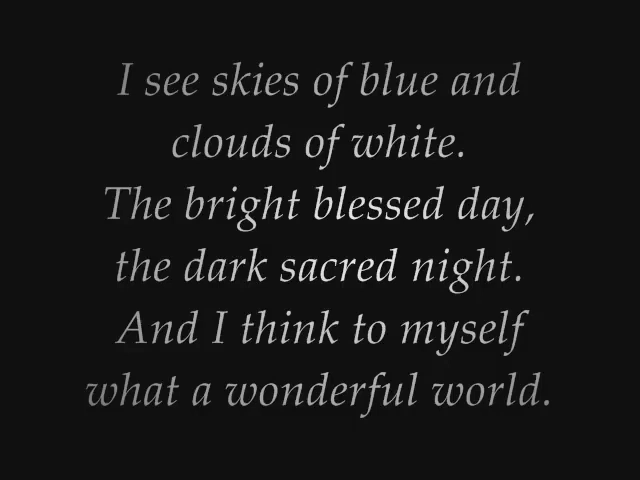 I see skies of blue and
clouds of white.
The bright blessed day,
the dark sacred night.
And I think to myself
what a wonderful world.